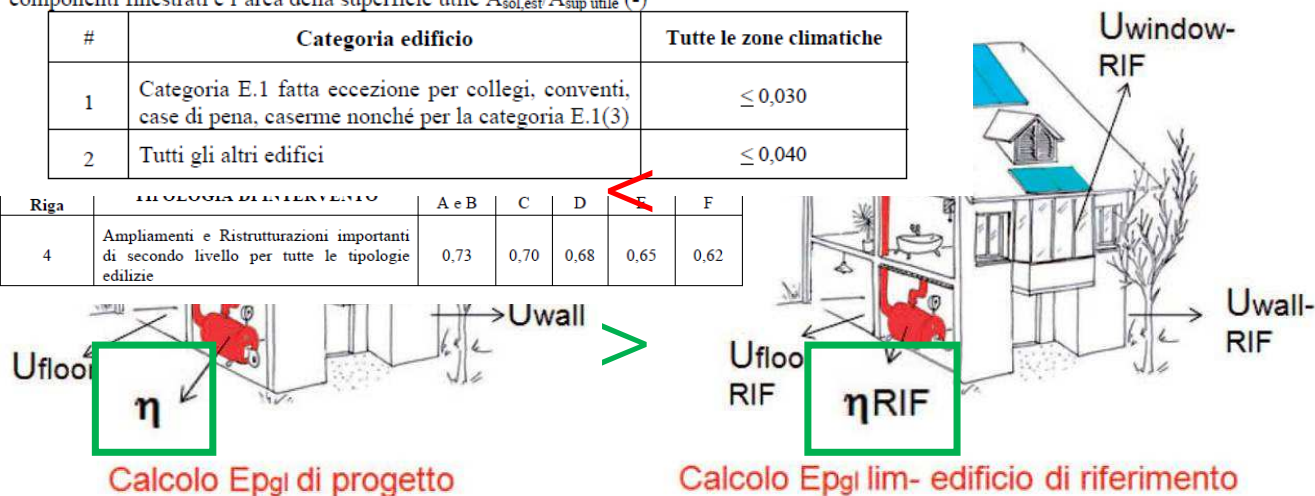 componenti finestrati e l'area della superficie utile Asol,est/Asup utile (-)
# Categoria edificio Tutte le zone climatiche
1 Categoria E.1 fatta eccezione per collegi, conventi, case di pena, caserme nonché per la categoria E.1(3) ≤ 0,030
2 Tutti gli altri edifici ≤ 0,040
<
Riga TIPOLOGIA DI INTERVENTO A e B C D E F
4 Ampliamenti e Ristrutturazioni importanti di secondo livello per tutte le tipologie edilizie 0,73 0,70 0,68 0,65 0,62
Uwindow-
RIF
Uwall
>
Uwall-
RIF
Ufloor
η
Ufloo
RIF
ηRIF
Calcolo Epgl di progetto
Calcolo Epgl lim- edificio di riferimento